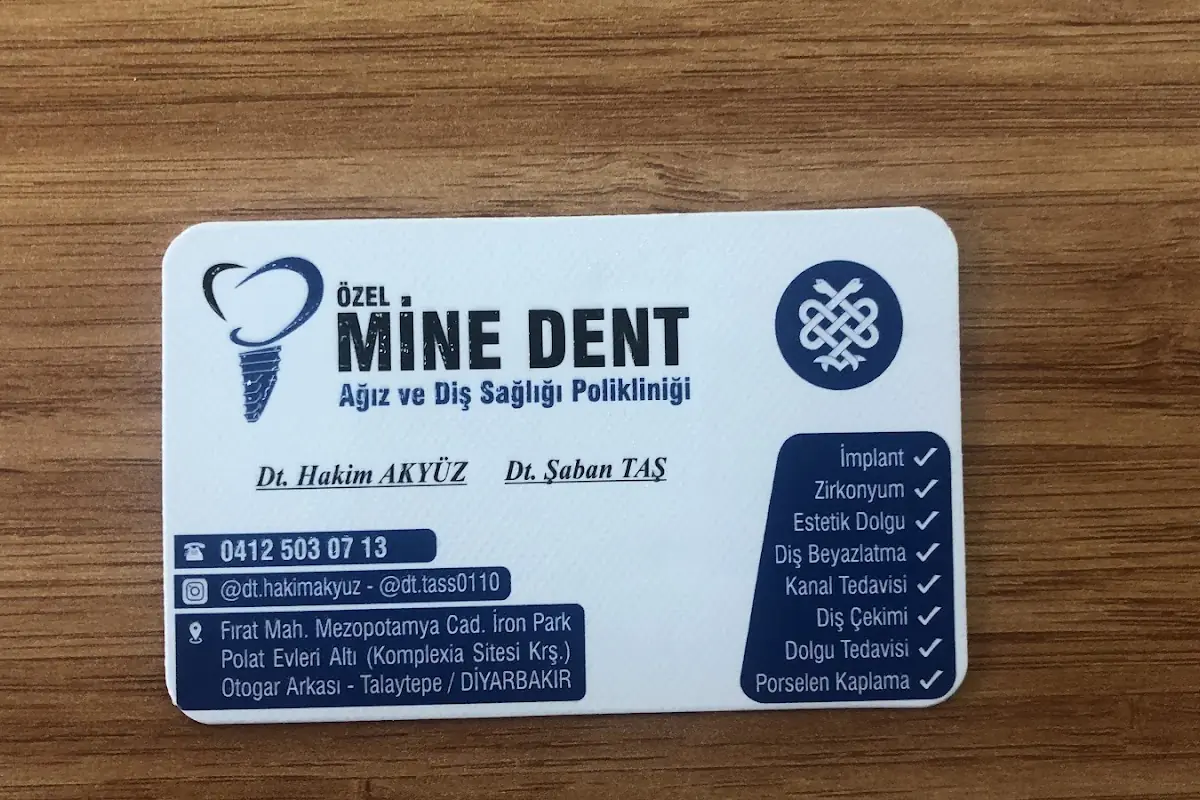 ÖZEL
MİNE DENT
Ağız ve Diş Sağlığı Polikliniği
Dt. Hakim AKYÜZ Dt. Şaban TAŞ
0412 503 07 13
@dt.hakimakyuz - @dt.tass0110
Fırat Mah. Mezopotamya Cad. İron Park
Polat Evleri Altı (Komplexia Sitesi Krş.)
Otogar Arkası - Talaytepe / DİYARBAKIR
İmplant
Zirkonyum
Estetik Dolgu
Diş Beyazlatma
Kanal Tedavisi
Diş Çekimi
Dolgu Tedavisi
Porselen Kaplama